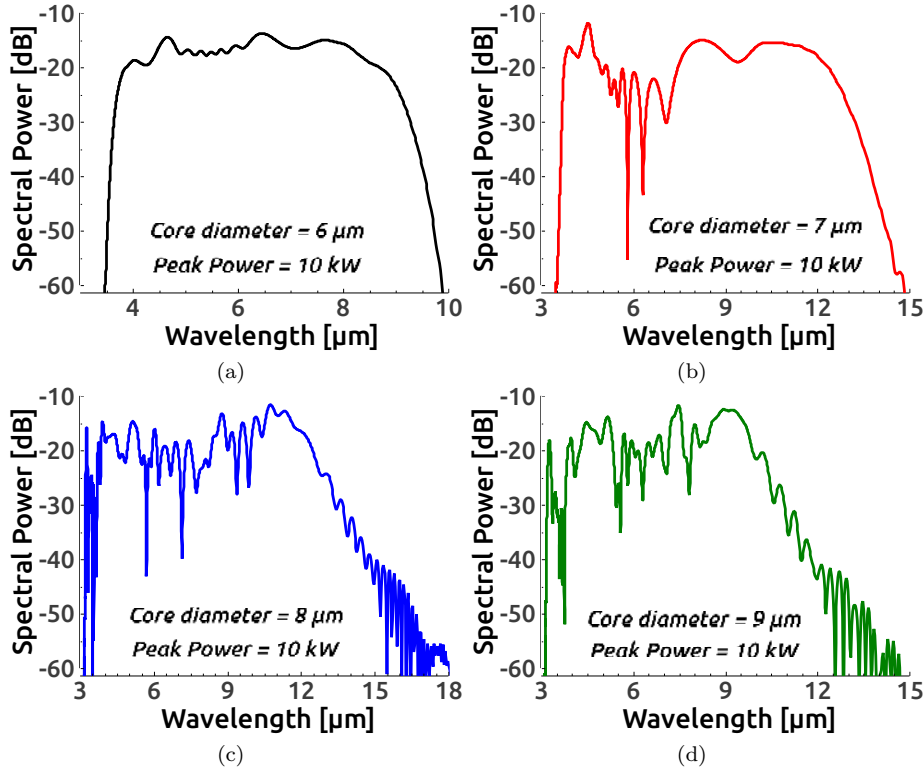 -10
-20
-30
-40
-50
-60
Spectral Power [dB]
Core diameter = 6 µm
Peak Power = 10 kW
4 6 8 10
Wavelength [µm]
(a)
-10
-20
-30
-40
-50
-60
Spectral Power [dB]
Core diameter = 7 µm
Peak Power = 10 kW
3 6 9 12 15
Wavelength [µm]
(b)
-10
-20
-30
-40
-50
-60
Spectral Power [dB]
Core diameter = 8 µm
Peak Power = 10 kW
3 6 9 12 15 18
Wavelength [µm]
(c)
-10
-20
-30
-40
-50
-60
Spectral Power [dB]
Core diameter = 9 µm
Peak Power = 10 kW
3 6 9 12 15
Wavelength [µm]
(d)